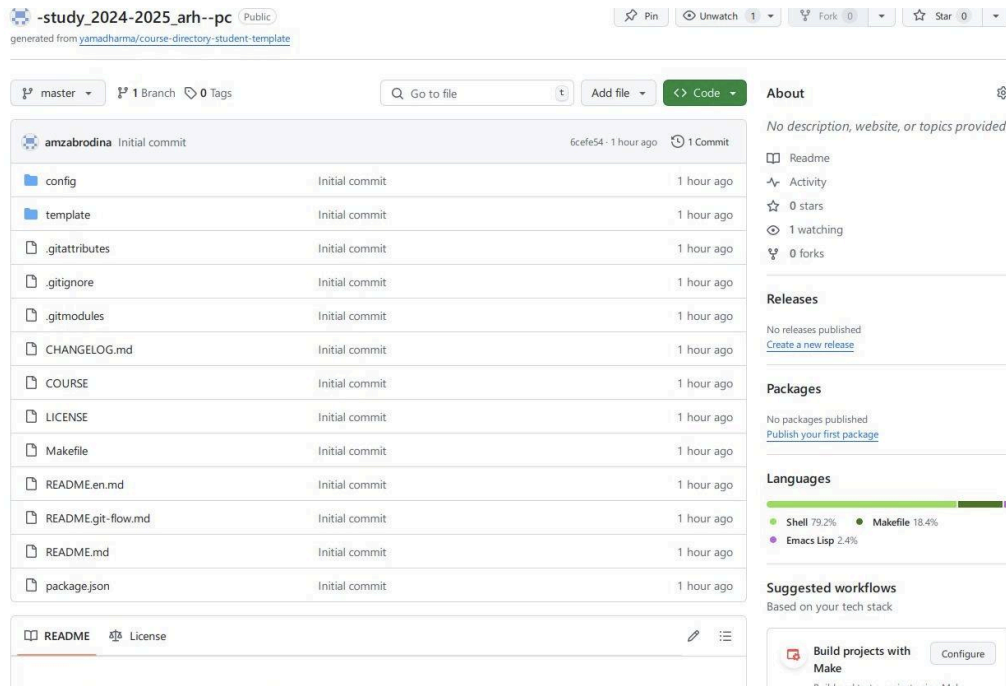 -study_2024-2025_arh--pc Public
Pin Unwatch 1 Fork 0 Star 0
generated from yamadharma/course-directory-student-template
master 1 Branch 0 Tags Go to file t Add file <> Code
amzabrodina Initial commit 6cefe54 · 1 hour ago 1 Commit
config Initial commit 1 hour ago
template Initial commit 1 hour ago
.gitattributes Initial commit 1 hour ago
.gitignore Initial commit 1 hour ago
.gitmodules Initial commit 1 hour ago
CHANGELOG.md Initial commit 1 hour ago
COURSE Initial commit 1 hour ago
LICENSE Initial commit 1 hour ago
Makefile Initial commit 1 hour ago
README.en.md Initial commit 1 hour ago
README.git-flow.md Initial commit 1 hour ago
README.md Initial commit 1 hour ago
package.json Initial commit 1 hour ago
README License
About
No description, website, or topics provided
Readme
Activity
0 stars
1 watching
0 forks
Releases
No releases published
Create a new release
Packages
No packages published
Publish your first package
Languages
Shell 79.2% Makefile 18.4%
Emacs Lisp 2.4%
Suggested workflows
Based on your tech stack
Build projects with Configure
Make